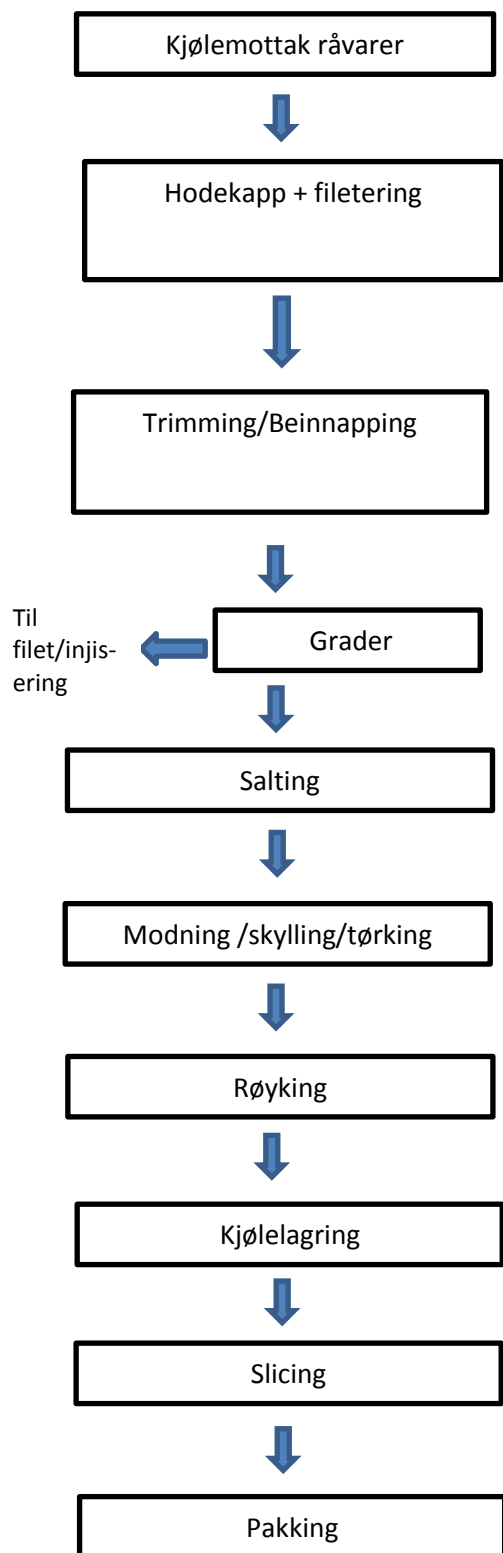 Kjølemottak råvarer
Hodekapp + filetering
Trimming/Beinnapping
Til
filet/injis-
ering
Grader
Salting
Modning /skylling/tørking
Røyking
Kjølelagring
Slicing
Pakking